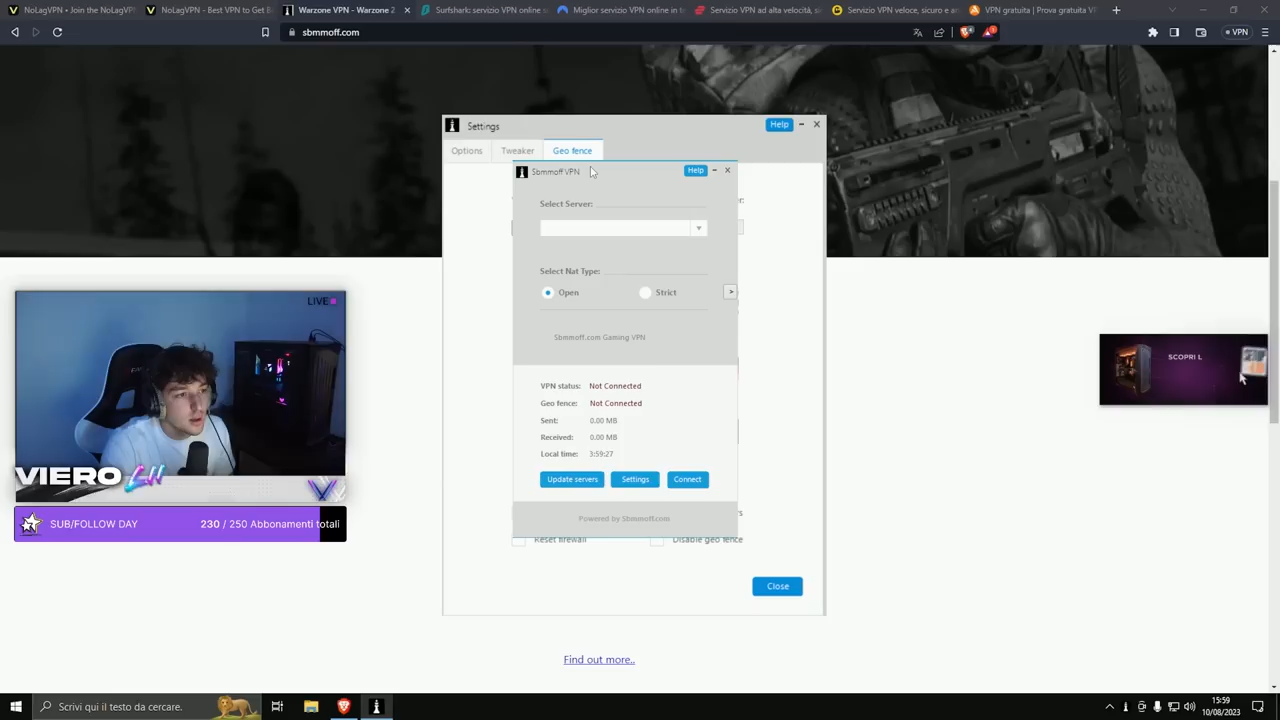 NoLagVPN • Join the NoLagVP
NoLagVPN - Best VPN to Get B
Warzone VPN - Warzone 2
Surfshark: servizio VPN online s
Migliore servizio VPN online in t
Servizio VPN ad alta velocità, s
Servizio VPN veloce, sicuro e a
VPN gratuita | Prova gratuita V
sbmmoff.com
VPN
Settings
Help
Options
Tweaker
Geo fence
Sbmmoff VPN
Help
Select Server:
Select Nat Type:
Open
Strict
>
Sbmmoff.com Gaming VPN
VPN status: Not Connected
Geo fence: Not Connected
Sent: 0.00 MB
Received: 0.00 MB
Local time: 3:59:27
Update servers
Settings
Connect
Powered by Sbmmoff.com
Reset firewall
Disable geo fence
Close
Find out more..
LIVE
VIERO
SUB/FOLLOW DAY
230 / 250 Abbonamenti totali
SCOPRI L
Scrivi qui il testo da cercare.
15:59
10/08/2023